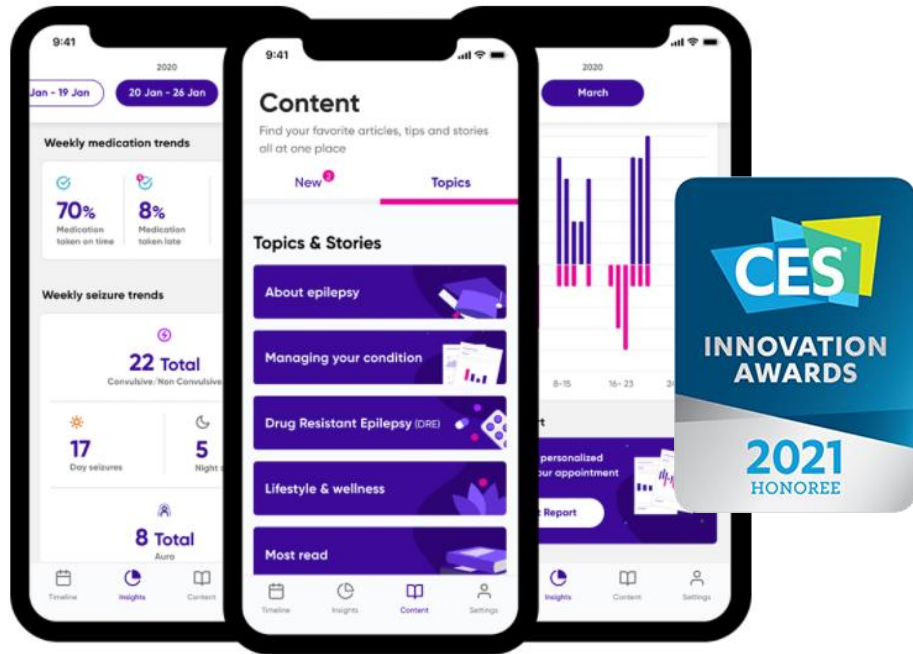 9:41
2020
Jan - 19 Jan
20 Jan - 26 Jan
Weekly medication trends
70%
Medication
taken on time
8%
Medication
taken late
Weekly seizure trends
22 Total
Convulsive/Non Convulsive
17
Day seizures
5
Night
8 Total
Aura
Timeline
Insights
Content
9:41
Content
Find your favorite articles, tips and stories
all at one place
New 2
Topics
Topics & Stories
About epilepsy
Managing your condition
Drug Resistant Epilepsy (DRE)
Lifestyle & wellness
Most read
Timeline
Insights
Content
Settings
2020
March
8-15
16-23
personalized
our appointment
Report
Insights
Content
Settings
CES
INNOVATION
AWARDS
2021
HONOREE